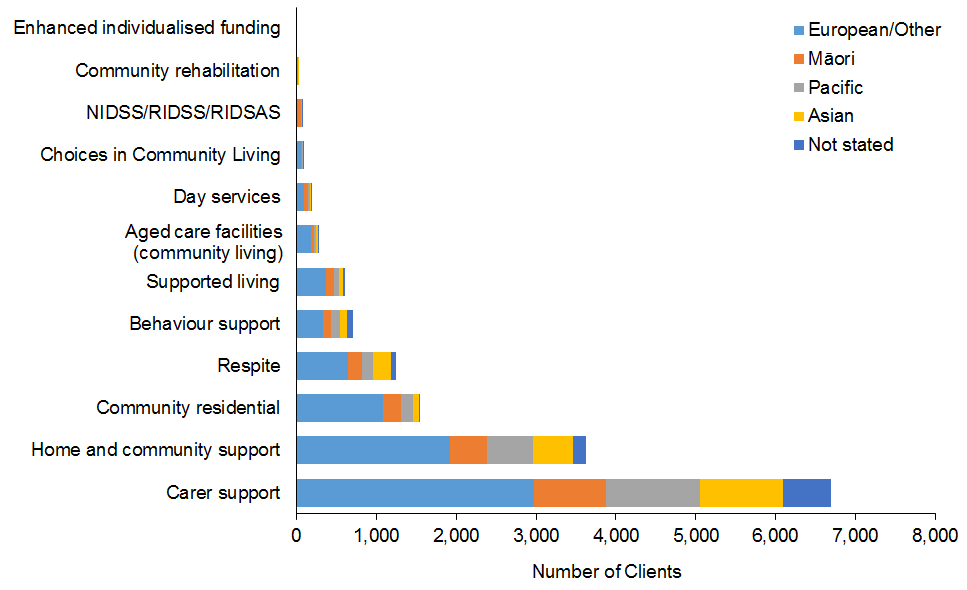 Enhanced individualised funding
Community rehabilitation
NIDSS/RIDSS/RIDSAS
Choices in Community Living
Day services
Aged care facilities
(community living)
Supported living
Behaviour support
Respite
Community residential
Home and community support
Carer support
0 1,000 2,000 3,000 4,000 5,000 6,000 7,000 8,000
Number of Clients
European/Other
Māori
Pacific
Asian
Not stated